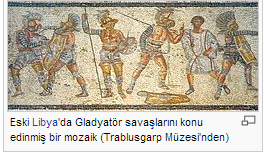 Eski Libya'da Gladyatör savaşlarını konu
edinmiş bir mozaik (Trablusgarp Müzesi'nden)